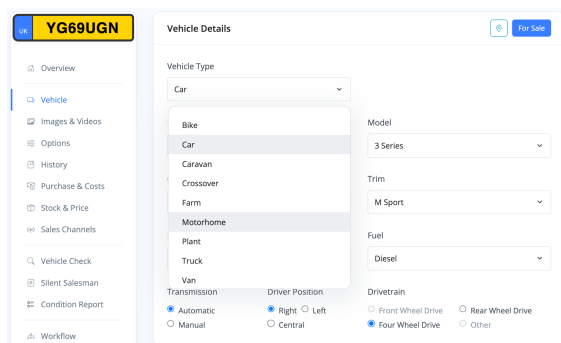 UK YG69UGN
Overview
Vehicle
Images & Videos
Options
History
Purchase & Costs
Stock & Price
Sales Channels
Vehicle Check
Silent Salesman
Condition Report
Workflow
Vehicle Details
For Sale
Vehicle Type
Car
Bike
Car
Caravan
Crossover
Farm
Motorhome
Plant
Truck
Van
Model
3 Series
Trim
M Sport
Fuel
Diesel
Transmission
Automatic
Manual
Driver Position
Right Left
Central
Drivetrain
Front Wheel Drive Rear Wheel Drive
Four Wheel Drive Other